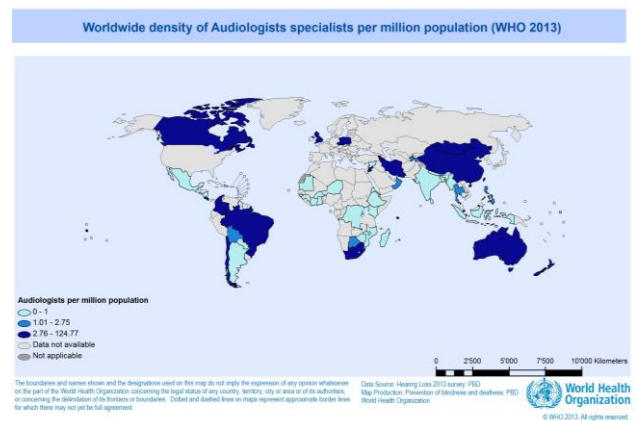 Worldwide density of Audiologists specialists per million population (WHO 2013)
Audiologists per million population
0 - 1
1.01 - 2.75
2.76 - 124.77
Data not available
Not applicable
0 2'500 5'000 7'500 10'000 Kilometers
The boundaries and names shown and the designations used on this map do not imply the expression of any opinion whatsoever
on the part of the World Health Organization concerning the legal status of any country, territory, city or area or of its authorities,
or concerning the delimitation of its frontiers or boundaries. Dotted and dashed lines on maps represent approximate border lines
for which there may not yet be full agreement.
Data Source: Hearing Loss 2013 survey: PBD
Map Production: Prevention of blindness and deafness: PBD
World Health Organization
World Health
Organization
© WHO 2013. All rights reserved.